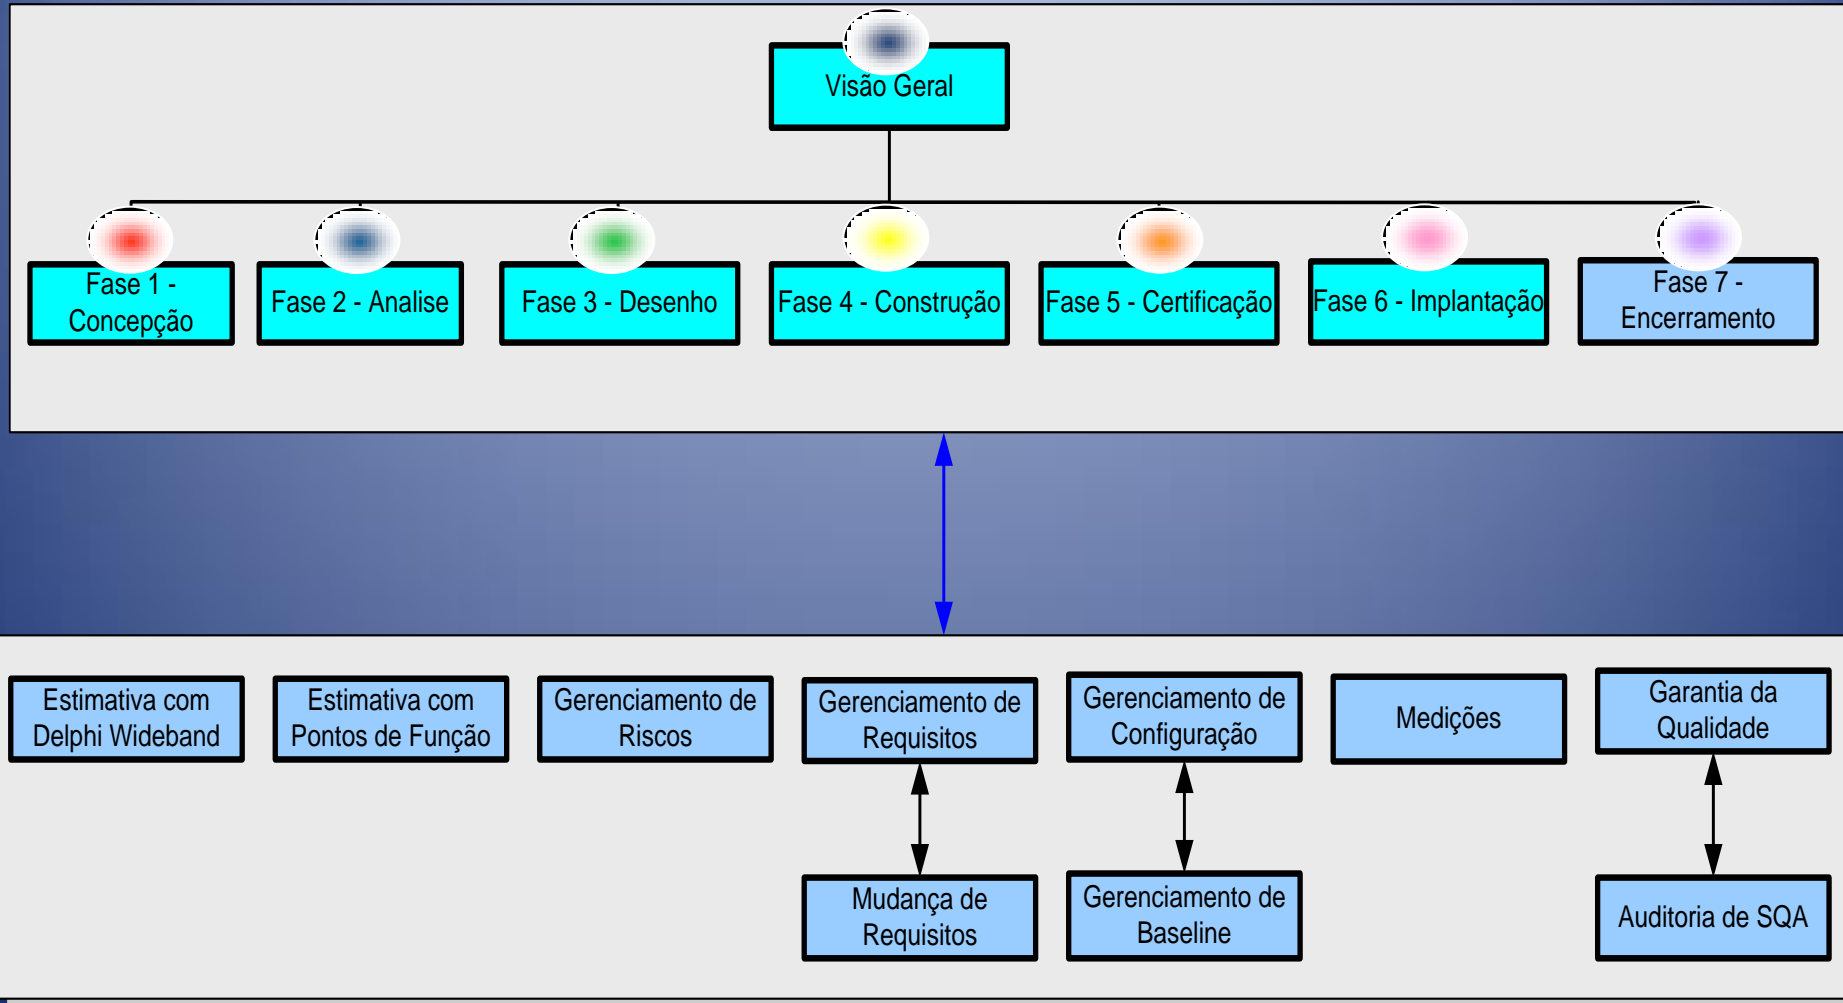 Visão Geral
Fase 1 -
Concepção
Fase 2 - Analise
Fase 3 - Desenho
Fase 4 - Construção
Fase 5 - Certificação
Fase 6 - Implantação
Fase 7 -
Encerramento
Estimativa com
Delphi Wideband
Estimativa com
Pontos de Função
Gerenciamento de
Riscos
Gerenciamento de
Requisitos
Gerenciamento de
Configuração
Medições
Garantia da
Qualidade
Mudança de
Requisitos
Gerenciamento de
Baseline
Auditoria de SQA